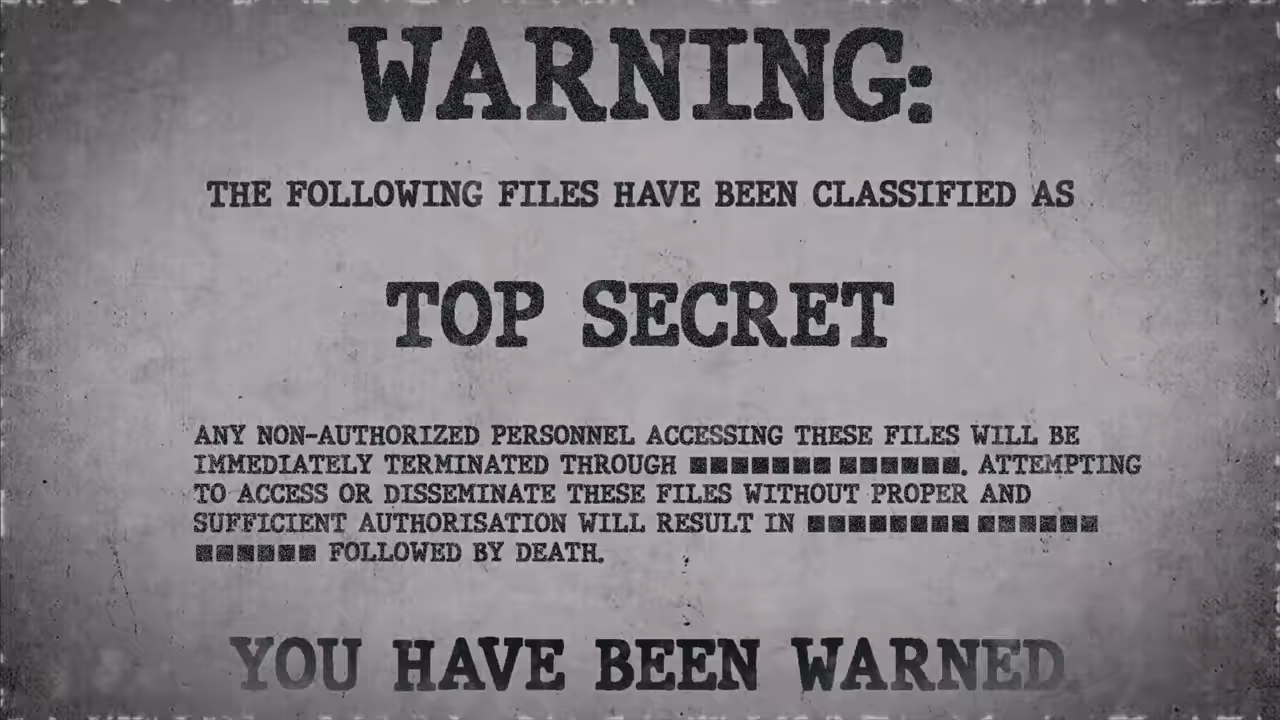 WARNING:
THE FOLLOWING FILES HAVE BEEN CLASSIFIED AS
TOP SECRET
ANY NON-AUTHORIZED PERSONNEL ACCESSING THESE FILES WILL BE
IMMEDIATELY TERMINATED THROUGH ■■■■■■■■ ■■■■■■■. ATTEMPTING
TO ACCESS OR DISSEMINATE THESE FILES WITHOUT PROPER AND
SUFFICIENT AUTHORISATION WILL RESULT IN ■■■■■■■■ ■■■■■■
■■■■■■ FOLLOWED BY DEATH.
YOU HAVE BEEN WARNED.